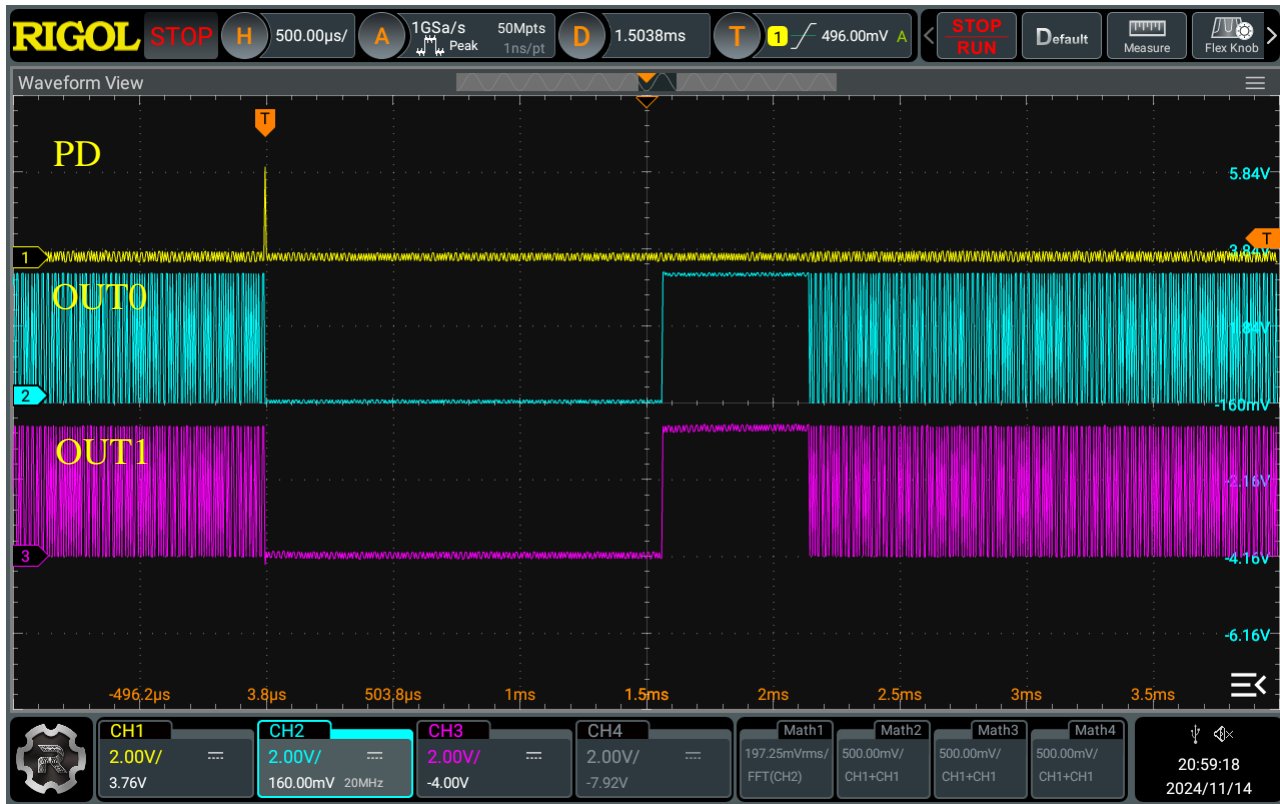 RIGOL STOP H 500.00µs/ A 1GSa/s 50Mpts D 1.5038ms T 1 496.00mV A STOP Default Measure Flex Knob
Peak 1ns/pt RUN
Waveform View
T
PD
5.84V
T
1 3.84V
OUT0
1.84V
2
-160mV
OUT1
-2.16V
3 -4.16V
-6.16V
-496.2µs 3.8µs 503.8µs 1ms 1.5ms 2ms 2.5ms 3ms 3.5ms
CH1 CH2 CH3 CH4 Math1 Math2 Math3 Math4
2.00V/ 2.00V/ 2.00V/ 2.00V/ 197.25mVrms/ 500.00mV/ 500.00mV/ 500.00mV/
3.76V 160.00mV 20MHz -4.00V -7.92V FFT(CH2) CH1+CH1 CH1+CH1 CH1+CH1
20:59:18
2024/11/14